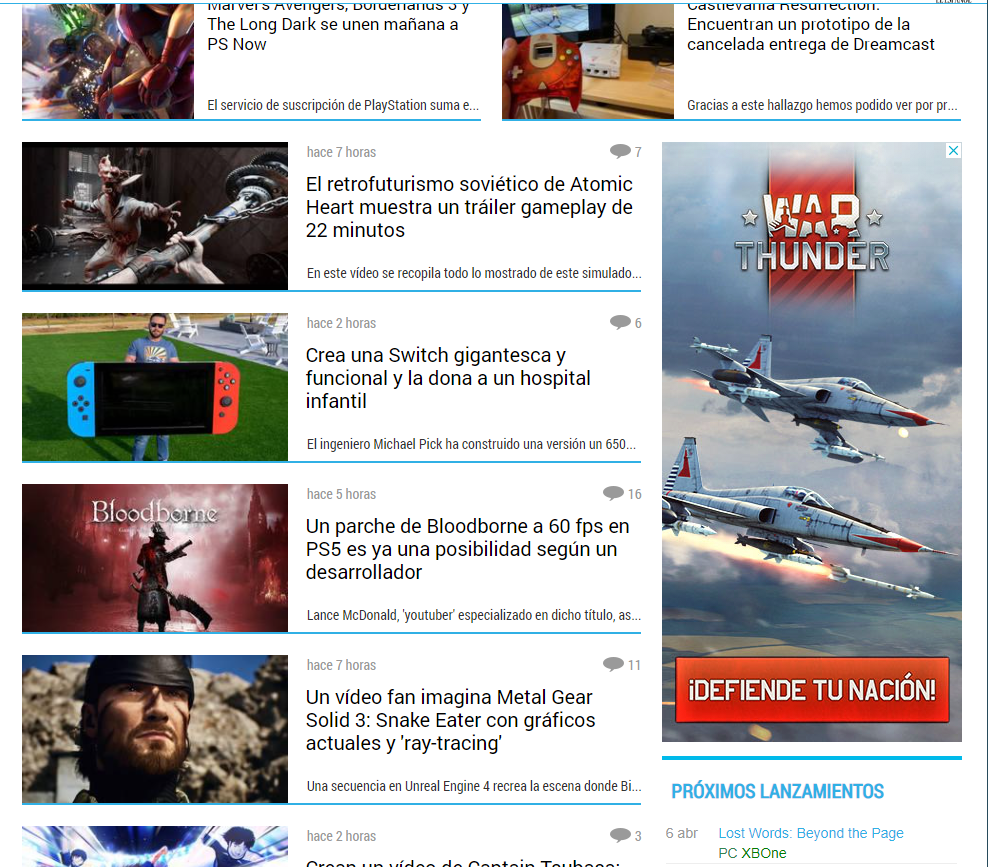 Marvel's Avengers, Borderlands 3 y
The Long Dark se unen mañana a
PS Now
El servicio de suscripción de PlayStation suma e...
Castlevania Resurrection:
Encuentran un prototipo de la
cancelada entrega de Dreamcast
Gracias a este hallazgo hemos podido ver por pr...
hace 7 horas
7
El retrofuturismo soviético de Atomic
Heart muestra un tráiler gameplay de
22 minutos
En este vídeo se recopila todo lo mostrado de este simulado...
hace 2 horas
6
Crea una Switch gigantesca y
funcional y la dona a un hospital
infantil
El ingeniero Michael Pick ha construido una versión un 650...
Bloodborne
hace 5 horas
16
Un parche de Bloodborne a 60 fps en
PS5 es ya una posibilidad según un
desarrollador
Lance McDonald, 'youtuber' especializado en dicho título, as...
hace 7 horas
11
Un vídeo fan imagina Metal Gear
Solid 3: Snake Eater con gráficos
actuales y 'ray-tracing'
Una secuencia en Unreal Engine 4 recrea la escena donde Bi...
hace 2 horas
3
Crean un vídeo de Captain Tsubasa:
WAR
THUNDER
¡DEFIENDE TU NACIÓN!
PRÓXIMOS LANZAMIENTOS
6 abr
Lost Words: Beyond the Page
PC XBOne